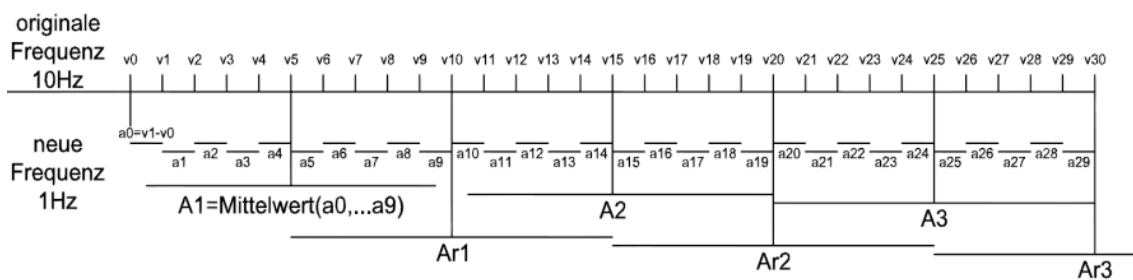 originale
Frequenz
10Hz
v0 v1 v2 v3 v4 v5 v6 v7 v8 v9 v10 v11 v12 v13 v14 v15 v16 v17 v18 v19 v20 v21 v22 v23 v24 v25 v26 v27 v28 v29 v30
neue
Frequenz
1Hz
a0=v1-v0
a1 a2 a3 a4 a5 a6 a7 a8 a9 a10 a11 a12 a13 a14 a15 a16 a17 a18 a19 a20 a21 a22 a23 a24 a25 a26 a27 a28 a29
A1=Mittelwert(a0,...a9) A2 A3
Ar1 Ar2 Ar3